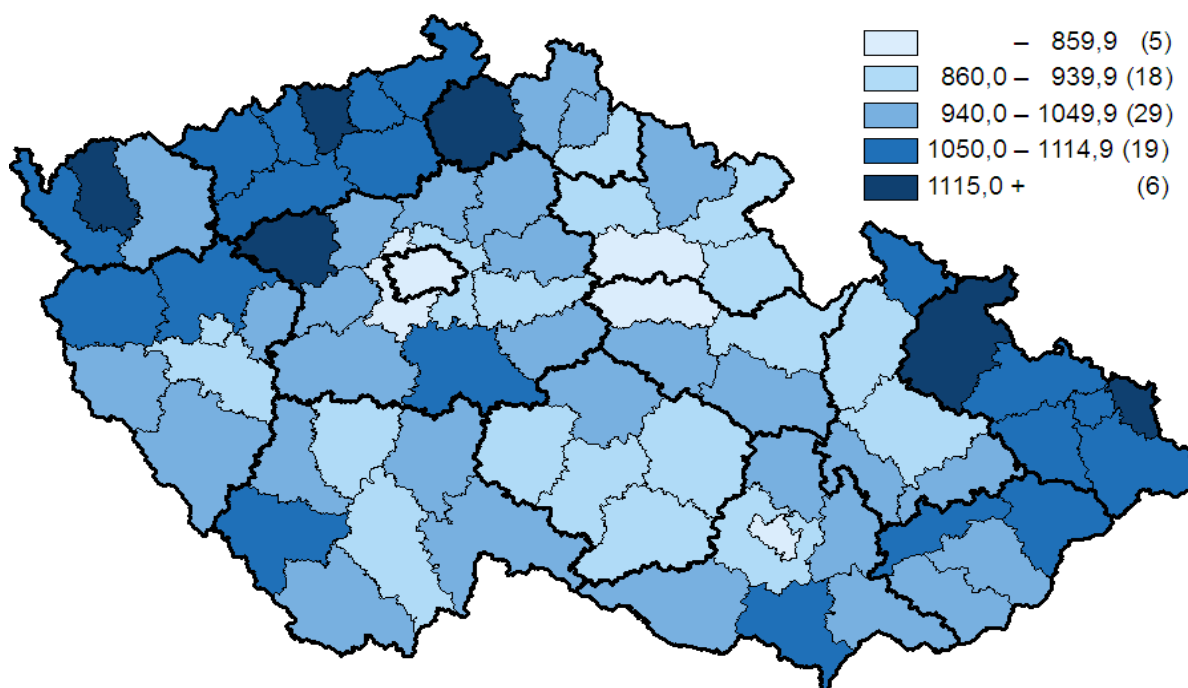 – 859,9 (5)
860,0 – 939,9 (18)
940,0 – 1049,9 (29)
1050,0 – 1114,9 (19)
1115,0 + (6)